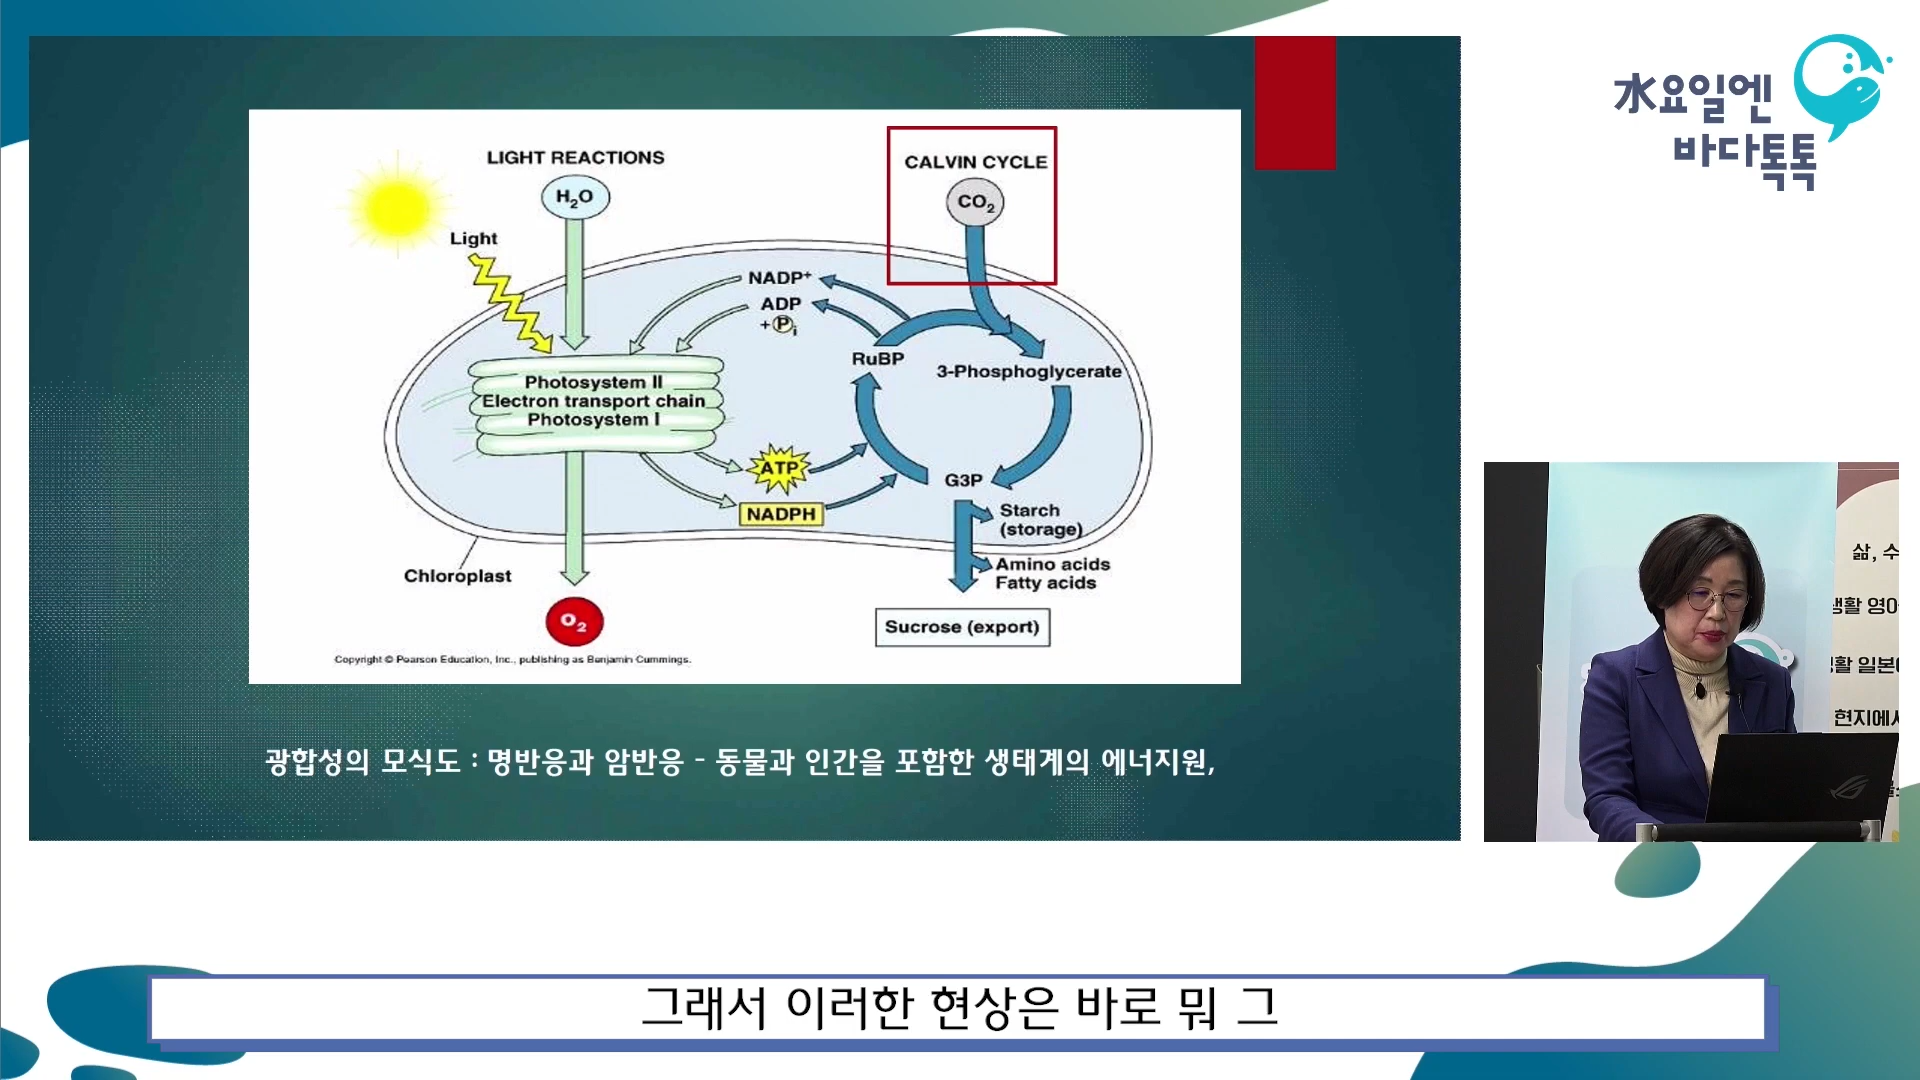 水요일엔
바다톡톡
LIGHT REACTIONS
H₂O
Light
CALVIN CYCLE
CO₂
NADP⁺
ADP
+ Pᵢ
RuBP
3-Phosphoglycerate
Photosystem II
Electron transport chain
Photosystem I
ATP
NADPH
G3P
Starch
(storage)
Amino acids
Fatty acids
Chloroplast
O₂
Sucrose (export)
Copyright © Pearson Education, Inc., publishing as Benjamin Cummings.
광합성의 모식도 : 명반응과 암반응 - 동물과 인간을 포함한 생태계의 에너지원,
삶, 수
생활 영어
활 일본
현지에서
그래서 이러한 현상은 바로 뭐 그